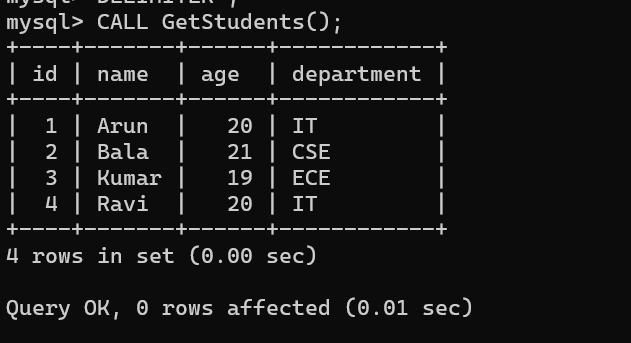 mysql> DELIMITER ;
mysql> CALL GetStudents();
+----+-------+------+------------+
| id | name  | age  | department |
+----+-------+------+------------+
|  1 | Arun  |   20 | IT         |
|  2 | Bala  |   21 | CSE        |
|  3 | Kumar |   19 | ECE        |
|  4 | Ravi  |   20 | IT         |
+----+-------+------+------------+
4 rows in set (0.00 sec)

Query OK, 0 rows affected (0.01 sec)